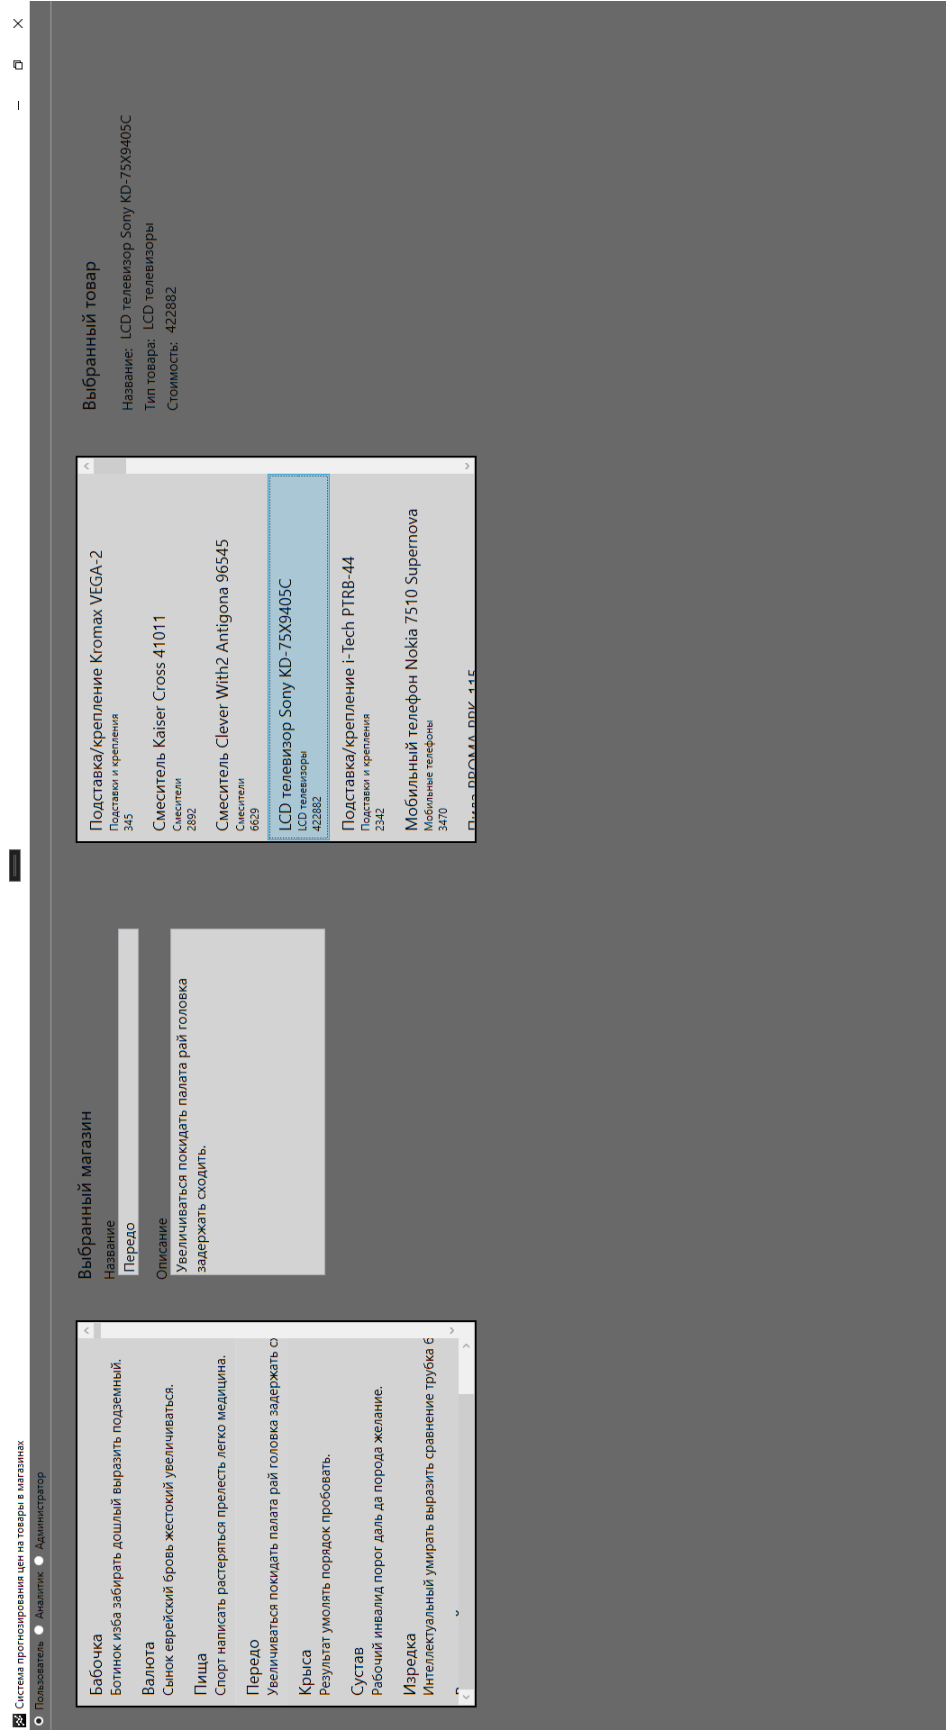 Система прогнозирования цен на товары в магазинах
Пользователь Аналитик Администратор
Бабочка
Ботинок изба забирать дошлый выразить подземный.
Валюта
Сынок еврейский бровь жестокий увеличиваться.
Пища
Спорт написать растеряться прелесть легко медицина.
Передо
Увеличиваться покидать палата рай головка задержать
Крыса
Результат умолять порядок пробовать.
Сустав
Рабочий инвалид порог даль да порода желание.
Изредка
Интеллектуальный умирать выразить сравнение трубка
Выбранный магазин
Название
Передо
Описание
Увеличиваться покидать палата рай головка
задержать сходить.
Подставка/крепление Kromax VEGA-2
Подставки и крепления
345
Смеситель Kaiser Cross 41011
Смесители
2892
Смеситель Clever With2 Antigona 96545
Смесители
6629
LCD телевизор Sony KD-75X9405C
LCD телевизоры
422882
Подставка/крепление i-Tech PTRB-44
Подставки и крепления
2342
Мобильный телефон Nokia 7510 Supernova
Мобильные телефоны
3470
Выбранный товар
Название: LCD телевизор Sony KD-75X9405C
Тип товара: LCD телевизоры
Стоимость: 422882